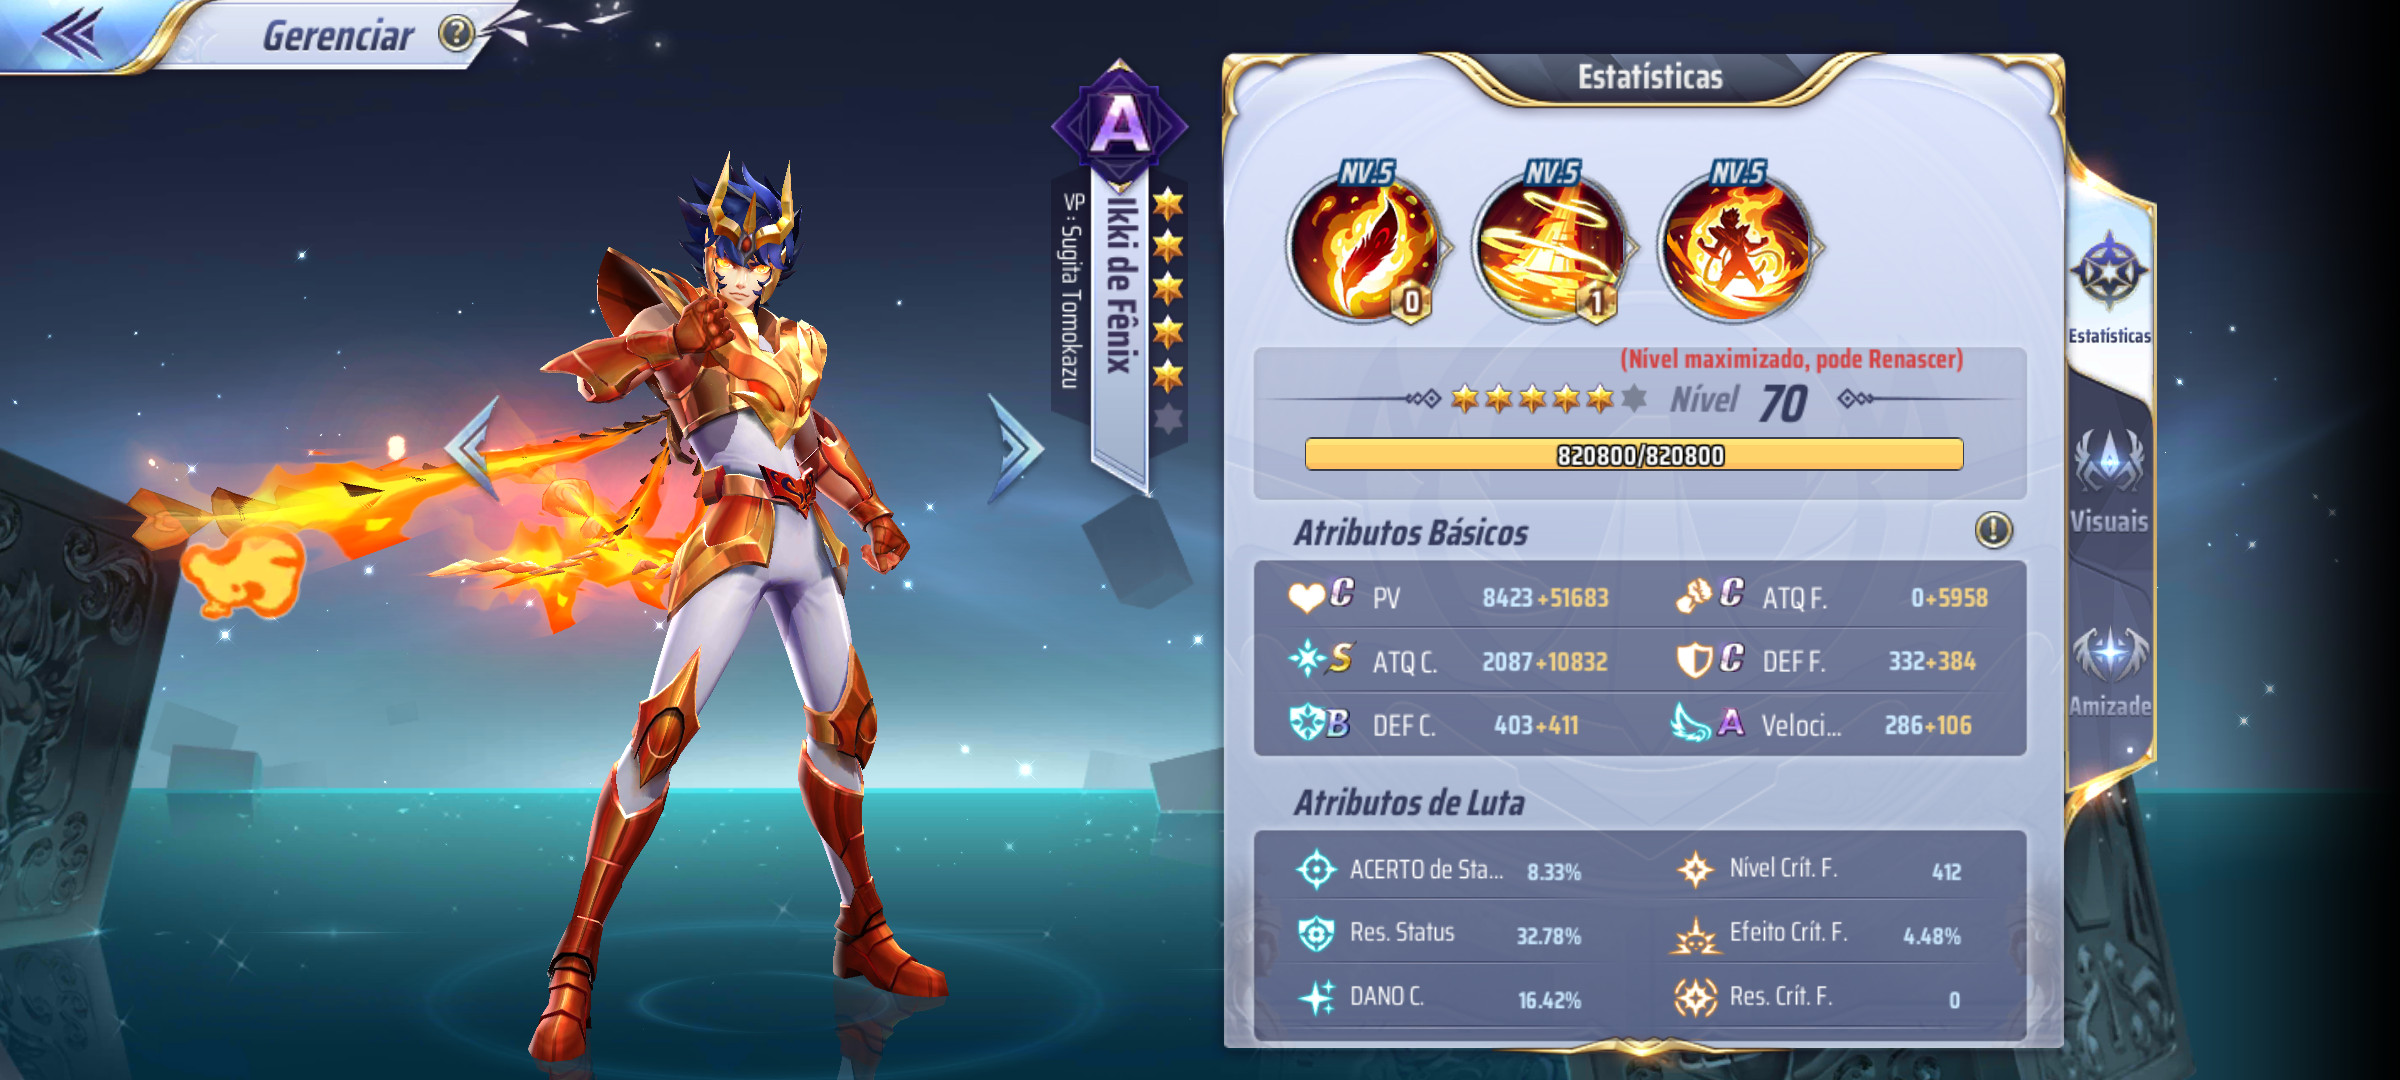 Gerenciar
?
A
Ikki de Fênix
VP : Sugita Tomokazu
Estatísticas
NV.5 NV.5 NV.5
0 1
(Nível maximizado, pode Renascer)
Nível 70
820800/820800
Atributos Básicos
C PV 8423+51683 C ATQ F. 0+5958
S ATQ C. 2087+10832 C DEF F. 332+384
B DEF C. 403+411 A Veloci... 286+106
Atributos de Luta
ACERTO de Sta... 8.33% Nível Crít. F. 412
Res. Status 32.78% Efeito Crít. F. 4.48%
DANO C. 16.42% Res. Crít. F. 0
Estatísticas
Visuais
Amizade